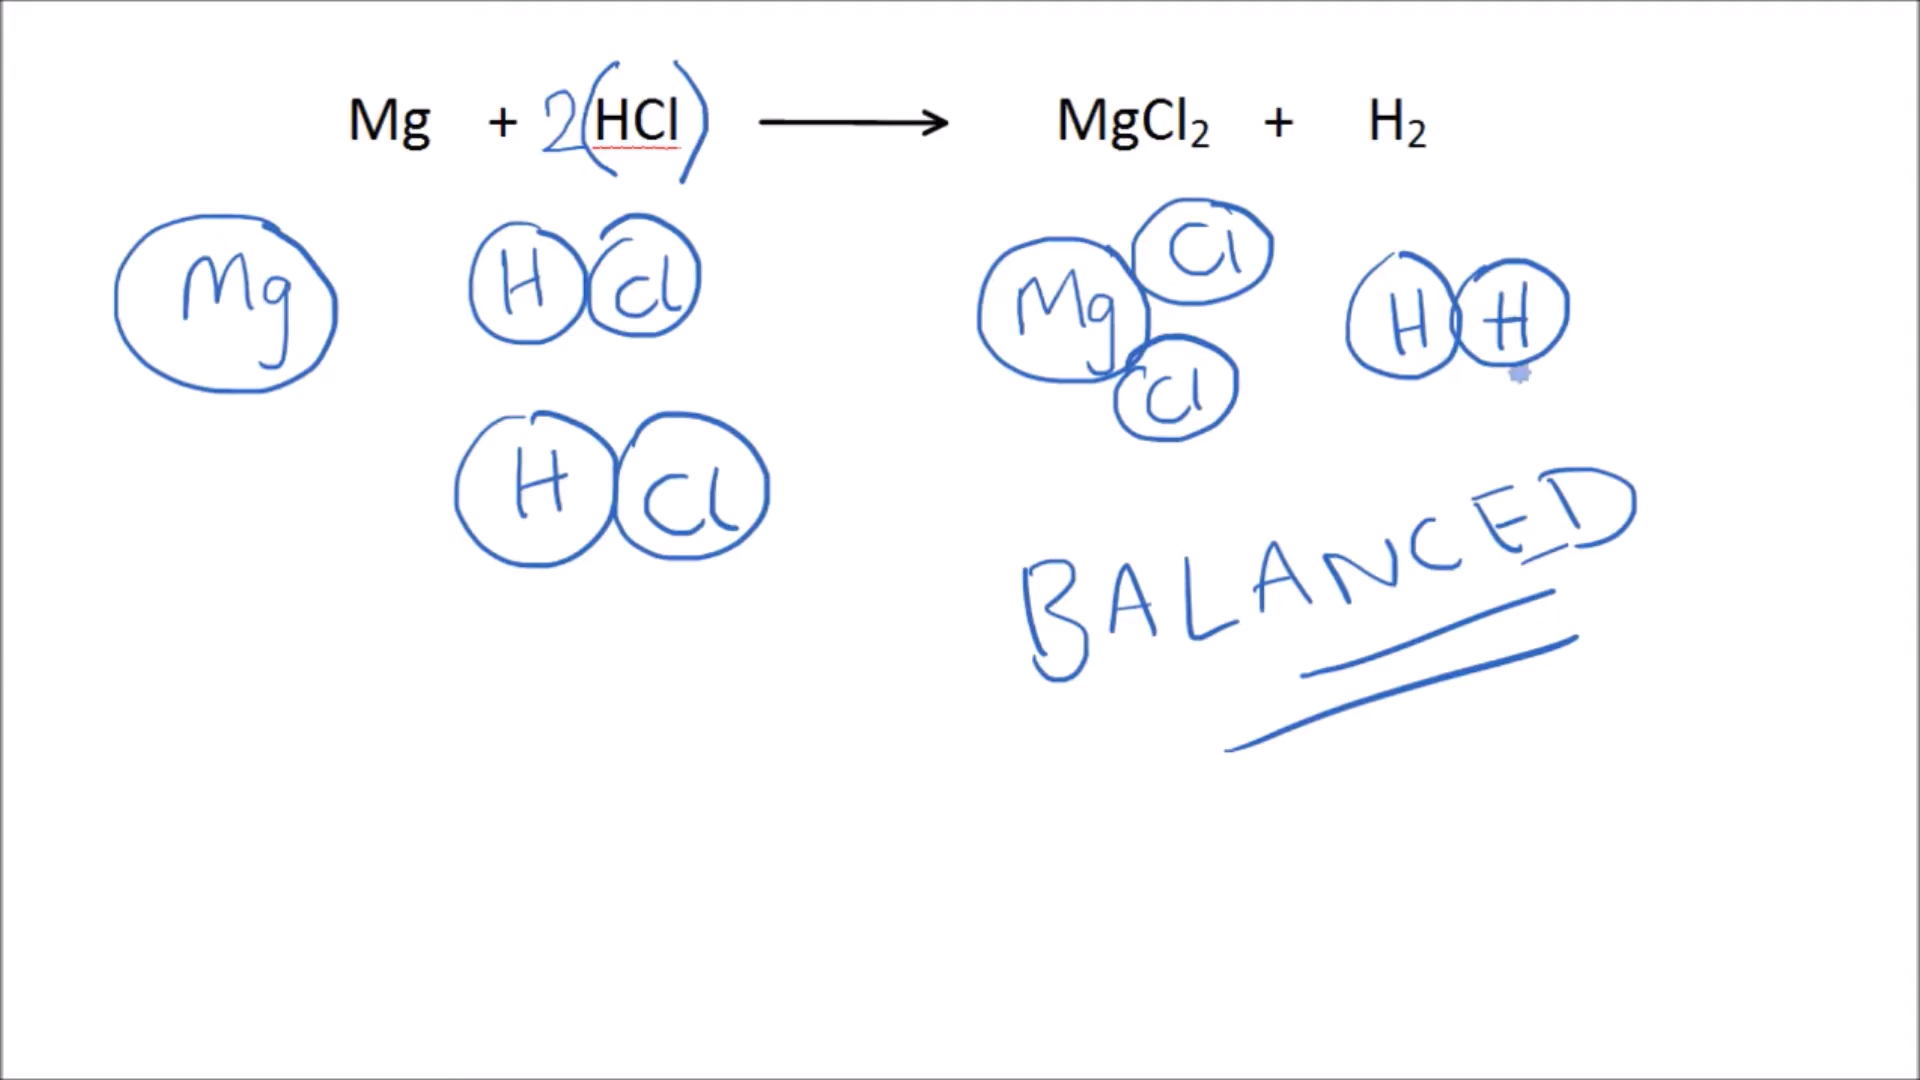 Mg + 2(HCl) ⟶ MgCl₂ + H₂
Mg H Cl Mg Cl Cl H H
H Cl
BALANCED